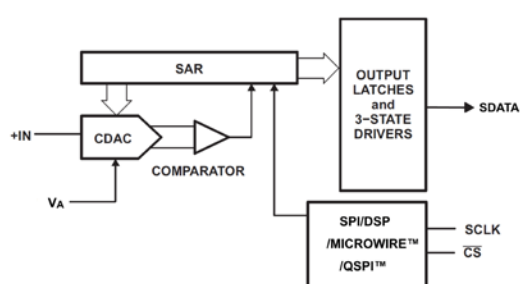 SAR
OUTPUT
LATCHES
and
3−STATE
DRIVERS
SDATA
+IN
CDAC
COMPARATOR
VA
SPI/DSP
/MICROWIRE™
/QSPI™
SCLK
CS